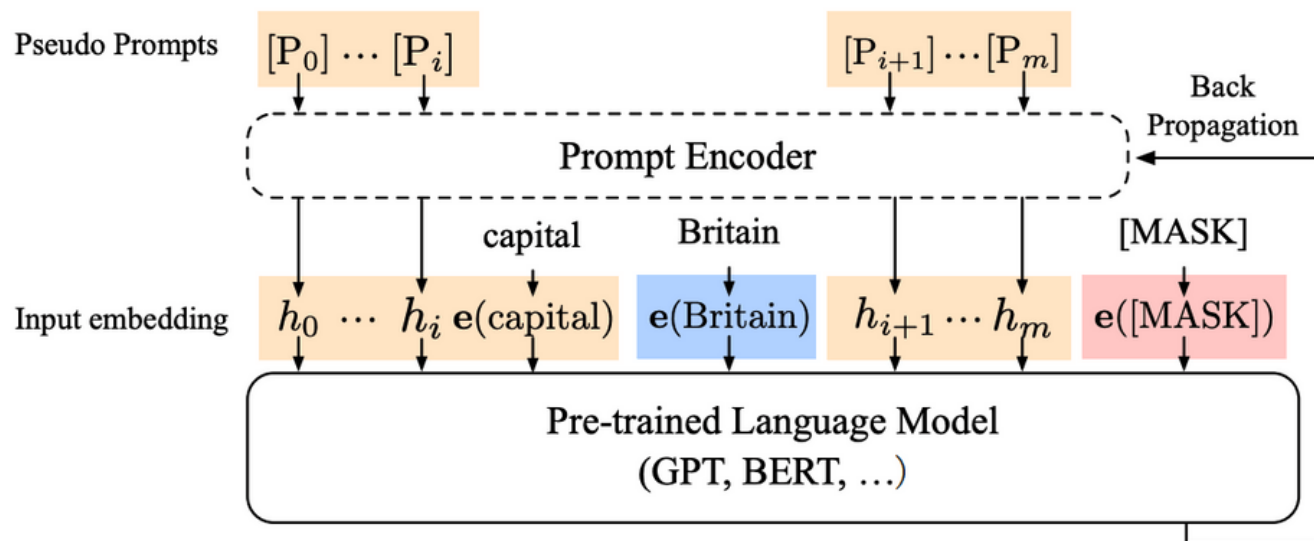 Pseudo Prompts [P₀] ⋯ [Pᵢ] [Pᵢ₊₁] ⋯ [Pₘ]
Back
Propagation
Prompt Encoder
capital Britain [MASK]
Input embedding h₀ ⋯ hᵢ e(capital) e(Britain) hᵢ₊₁ ⋯ hₘ e([MASK])
Pre-trained Language Model
(GPT, BERT, …)